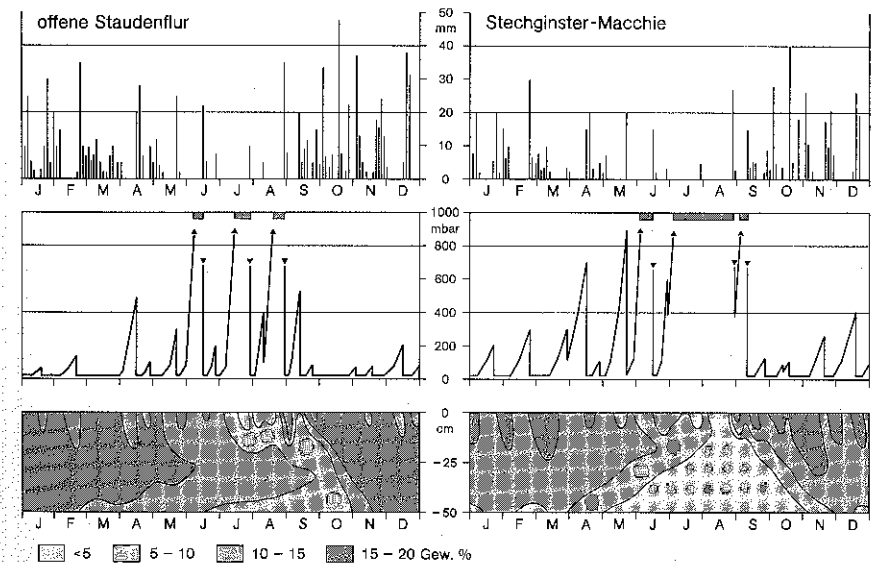 offene Staudenflur
50
mm
40
30
20
10
0
Stechginster-Macchie
J F M A M J J A S O N D
J F M A M J J A S O N D
1000
mbar
800
600
400
200
0
0
cm
-25
-50
J F M A M J J A S O N D
J F M A M J J A S O N D
<5 5 – 10 10 – 15 15 – 20 Gew. %